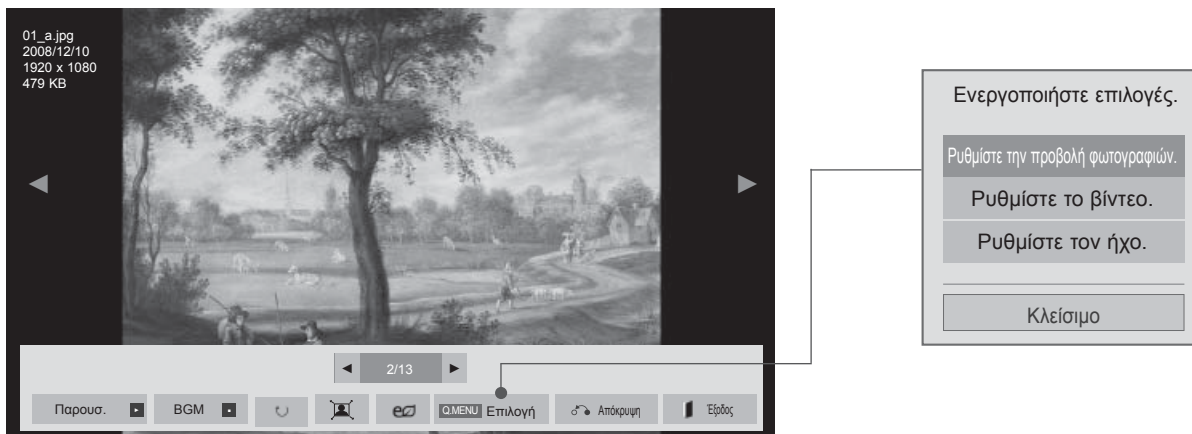 01_a.jpg
2008/12/10
1920 x 1080
479 KB
2/13
Παρουσ.
BGM
Q.MENU Επιλογή
Απόκρυψη
Έξοδος
Ενεργοποιήστε επιλογές.
Ρυθμίστε την προβολή φωτογραφιών.
Ρυθμίστε το βίντεο.
Ρυθμίστε τον ήχο.
Κλείσιμο